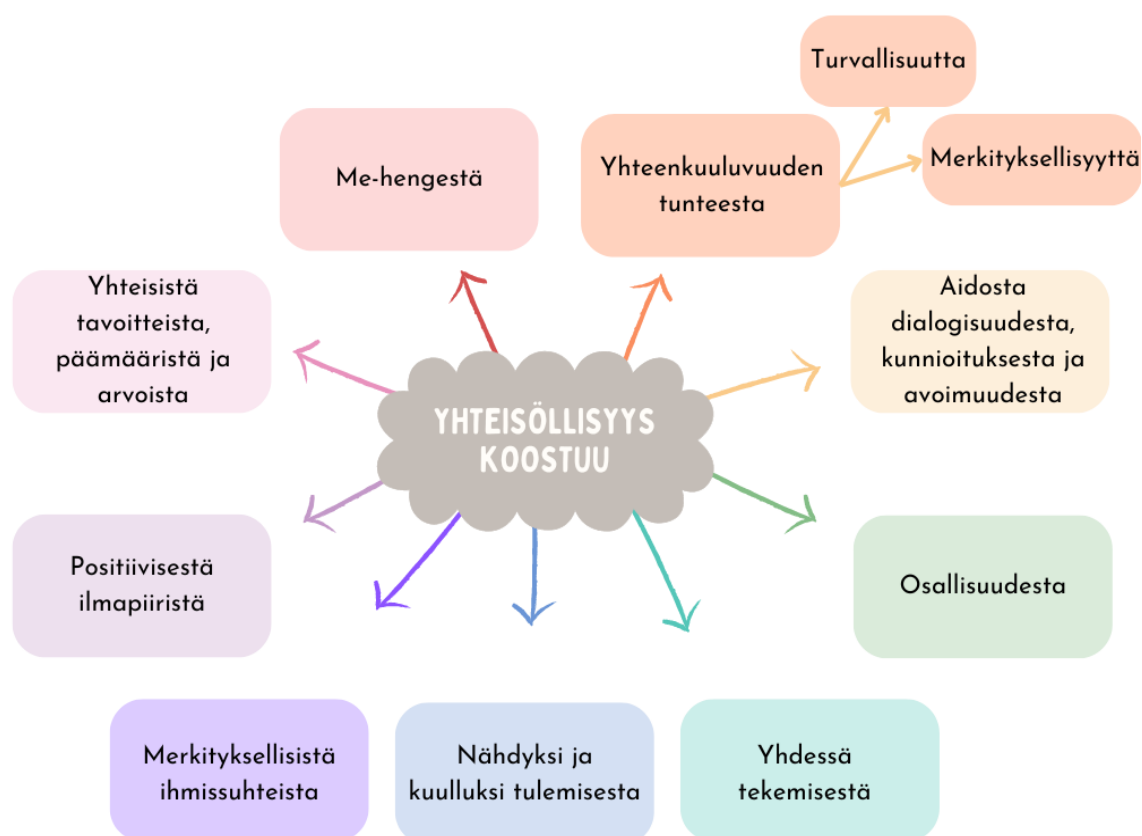 Turvallisuutta
Merkityksellisyyttä
Me-hengestä
Yhteenkuuluvuuden
tunteesta
Yhteisistä
tavoitteista,
päämääristä ja
arvoista
Aidosta
dialogisuudesta,
kunnioituksesta ja
avoimuudesta
YHTEISÖLLISYYS
KOOSTUU
Positiivisestä
ilmapiiristä
Osallisuudesta
Merkityksellisistä
ihmissuhteista
Nähdyksi ja
kuulluksi tulemisesta
Yhdessä
tekemisestä